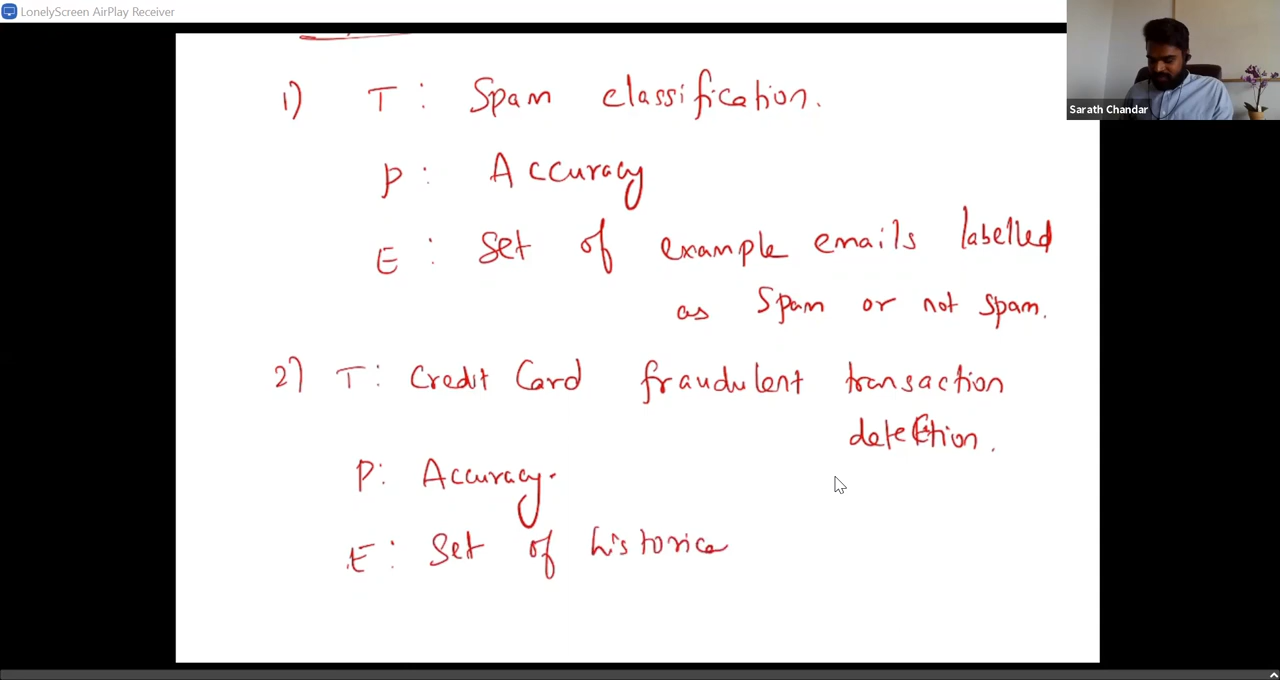 LonelyScreen AirPlay Receiver
Sarath Chandar
1) T: Spam classification.
P: Accuracy
E: Set of example emails labelled
as Spam or not spam.
2) T: Credit Card fraudulent transaction
detection.
P: Accuracy.
E: Set of historica